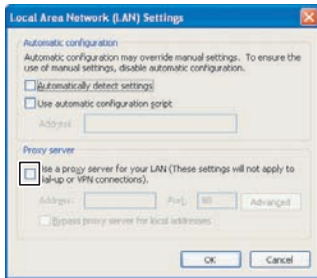 Local Area Network (LAN) Settings
Automatic configuration
Automatic configuration may override manual settings. To ensure the
use of manual settings, disable automatic configuration.
Automatically detect settings
Use automatic configuration script
Address
Proxy server
se a proxy server for your LAN (These settings will not apply to
ial-up or VPN connections).
Address:
Port:
80
Advanced
Bypass proxy server for local addresses
OK
Cancel